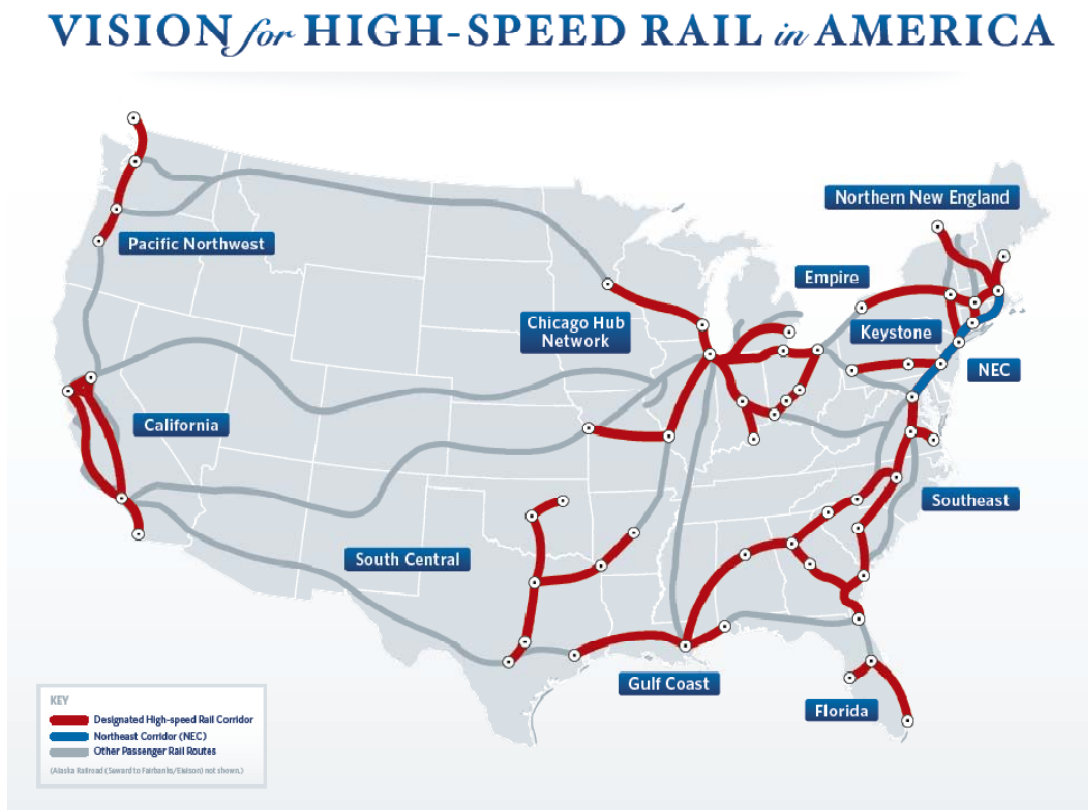 VISION for HIGH-SPEED RAIL in AMERICA
Northern New England
Pacific Northwest
Empire
Chicago Hub
Network
Keystone
NEC
California
Southeast
South Central
Gulf Coast
Florida
KEY
Designated High-speed Rail Corridor
Northeast Corridor (NEC)
Other Passenger Rail Routes
(Alaska Railroad (Seward to Fairbanks/Eielson) not shown.)